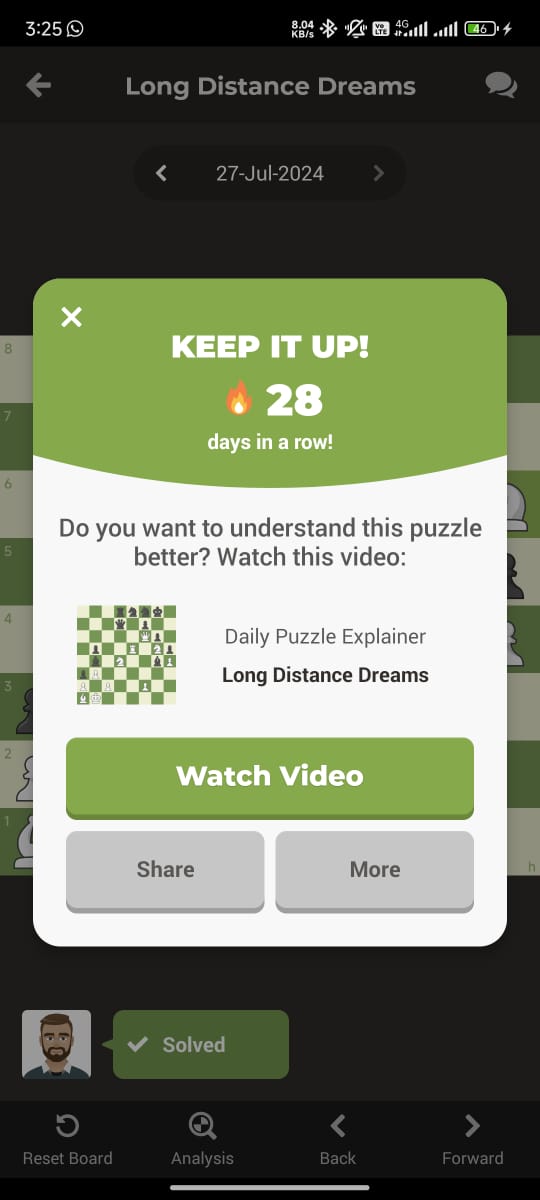 3:25
8.04
KB/s
Vo
LTE
4G
46
Long Distance Dreams
27-Jul-2024
KEEP IT UP!
28
days in a row!
8
7
6
5
4
3
2
1
h
Do you want to understand this puzzle
better? Watch this video:
Daily Puzzle Explainer
Long Distance Dreams
Watch Video
Share
More
Solved
Reset Board
Analysis
Back
Forward